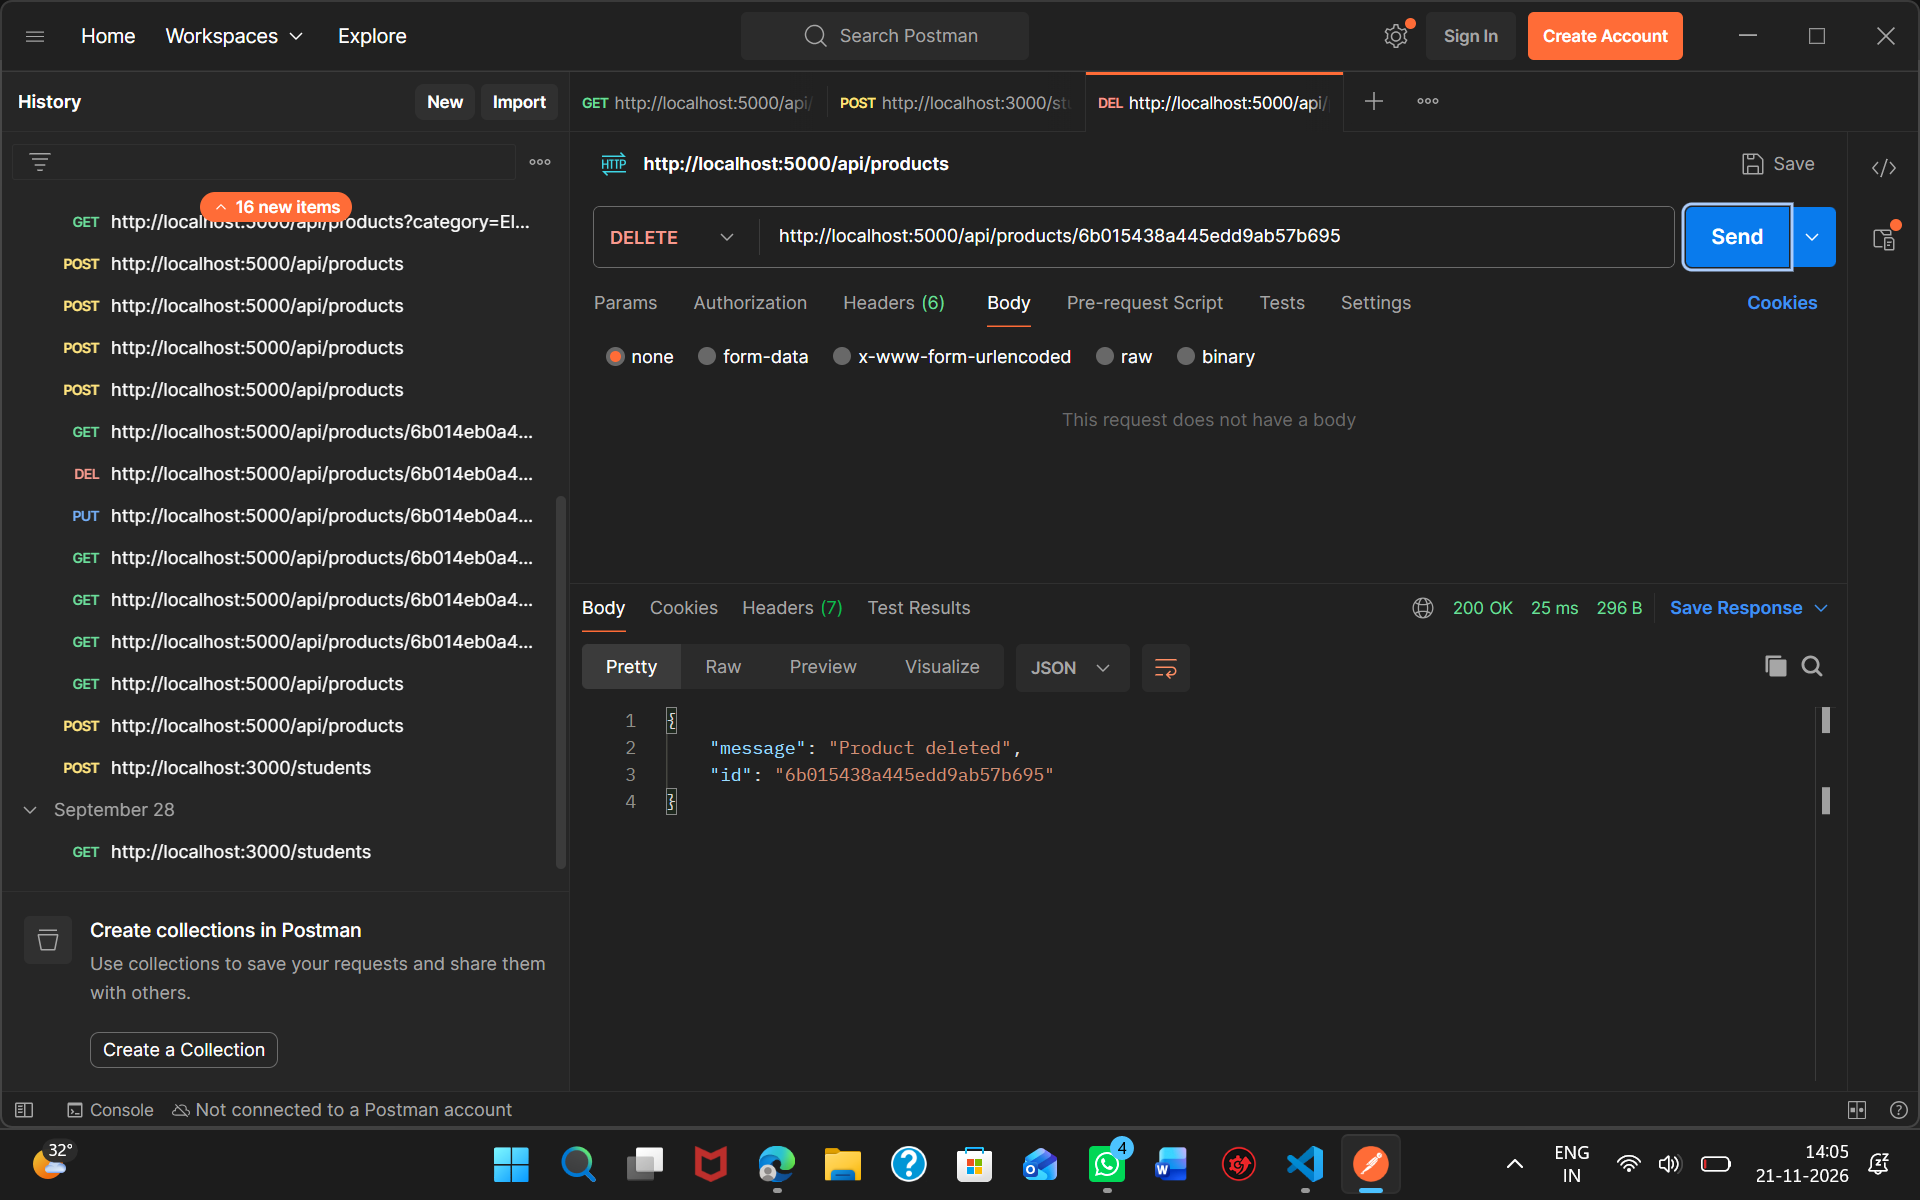 Home
Workspaces
Explore
Search Postman
Sign In
Create Account
History
New
Import
GET http://localhost:5000/api/
POST http://localhost:3000/stu
DEL http://localhost:5000/api/
16 new items
GET http://localhost:5000/api/products?category=El...
POST http://localhost:5000/api/products
POST http://localhost:5000/api/products
POST http://localhost:5000/api/products
POST http://localhost:5000/api/products
GET http://localhost:5000/api/products/6b014eb0a4...
DEL http://localhost:5000/api/products/6b014eb0a4...
PUT http://localhost:5000/api/products/6b014eb0a4...
GET http://localhost:5000/api/products/6b014eb0a4...
GET http://localhost:5000/api/products/6b014eb0a4...
GET http://localhost:5000/api/products/6b014eb0a4...
GET http://localhost:5000/api/products
POST http://localhost:5000/api/products
POST http://localhost:3000/students
September 28
GET http://localhost:3000/students
Create collections in Postman
Use collections to save your requests and share them
with others.
Create a Collection
HTTP http://localhost:5000/api/products
Save
DELETE
http://localhost:5000/api/products/6b015438a445edd9ab57b695
Send
Params
Authorization
Headers (6)
Body
Pre-request Script
Tests
Settings
Cookies
none
form-data
x-www-form-urlencoded
raw
binary
This request does not have a body
Body
Cookies
Headers (7)
Test Results
200 OK
25 ms
296 B
Save Response
Pretty
Raw
Preview
Visualize
JSON
1 {
2 "message": "Product deleted",
3 "id": "6b015438a445edd9ab57b695"
4 }
Console
Not connected to a Postman account
32°
4
ENG
IN
14:05
21-11-2026